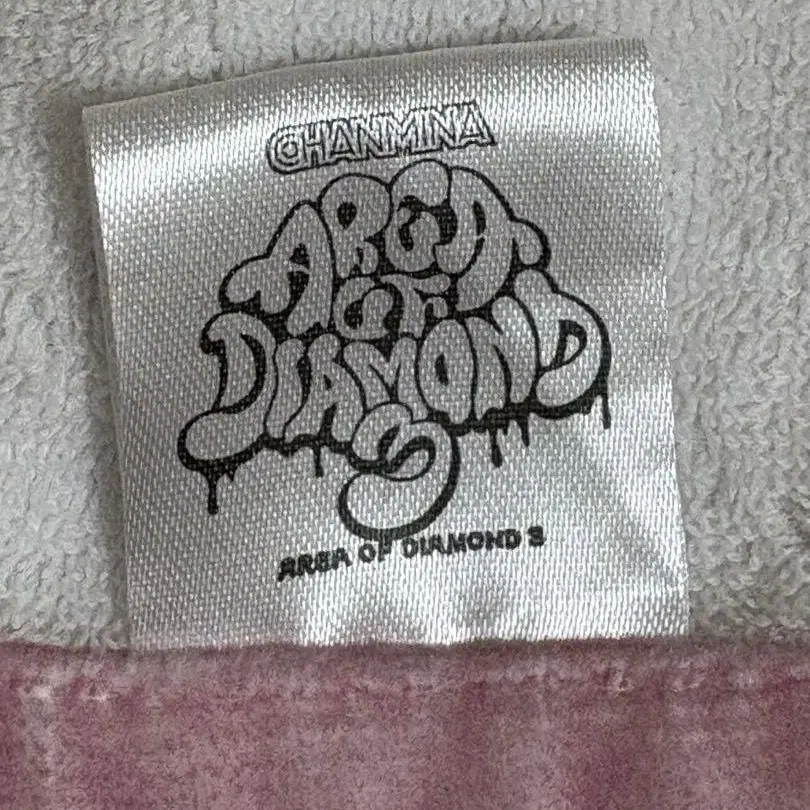 CHANMINA
AREA
OF
DIAMOND
3
AREA OF DIAMOND 3